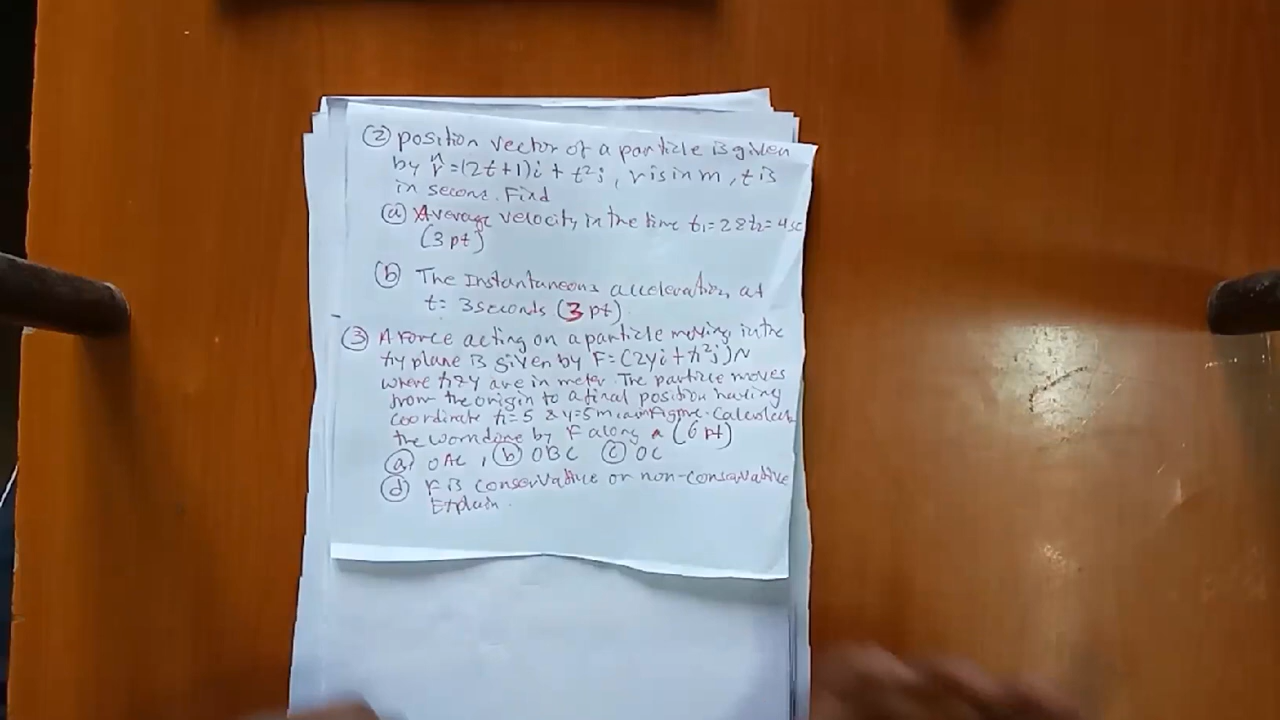 ② position vector of a particle is given
by r = (2t+1)i + t²j, r is in m, t is
in second. Find
ⓐ Average velocity in the time t1=2 & t2=4sc
(3 pt)
ⓑ The Instantaneous acceleration at
t= 3seconds (3 pt).
③ A Force acting on a particle moving in the
xy plane is given by F=(2yi+x²j)N
where x & y are in meter. The particle moves
from the origin to a final position having
coordinate x=5 & y=5m Figure. Calculate
the work done by F along (6 pt)
ⓐ OAC, ⓑ OBC ⓒ OC
ⓓ F is conservative or non-conservative
Explain.